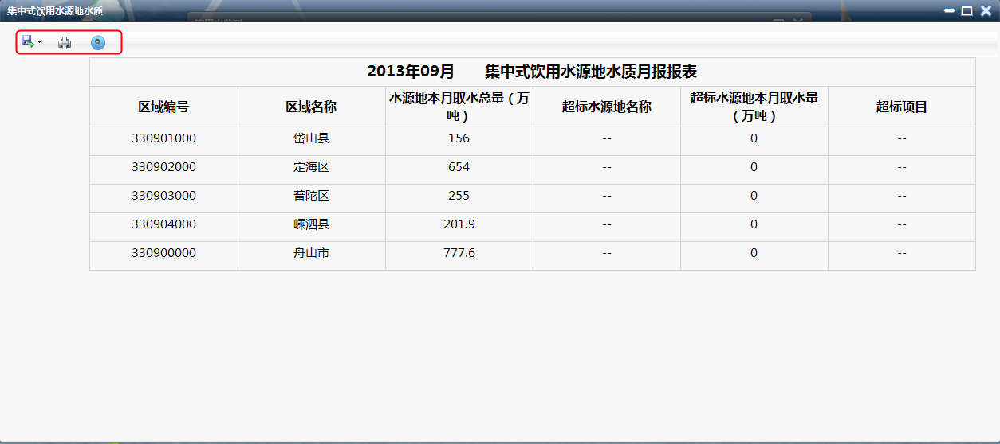 集中式饮用水源地水质
2013年09月 集中式饮用水源地水质月报报表
区域编号 区域名称 水源地本月取水总量（万吨） 超标水源地名称 超标水源地本月取水量（万吨） 超标项目
330901000 岱山县 156 -- 0 --
330902000 定海区 654 -- 0 --
330903000 普陀区 255 -- 0 --
330904000 嵊泗县 201.9 -- 0 --
330900000 舟山市 777.6 -- 0 --